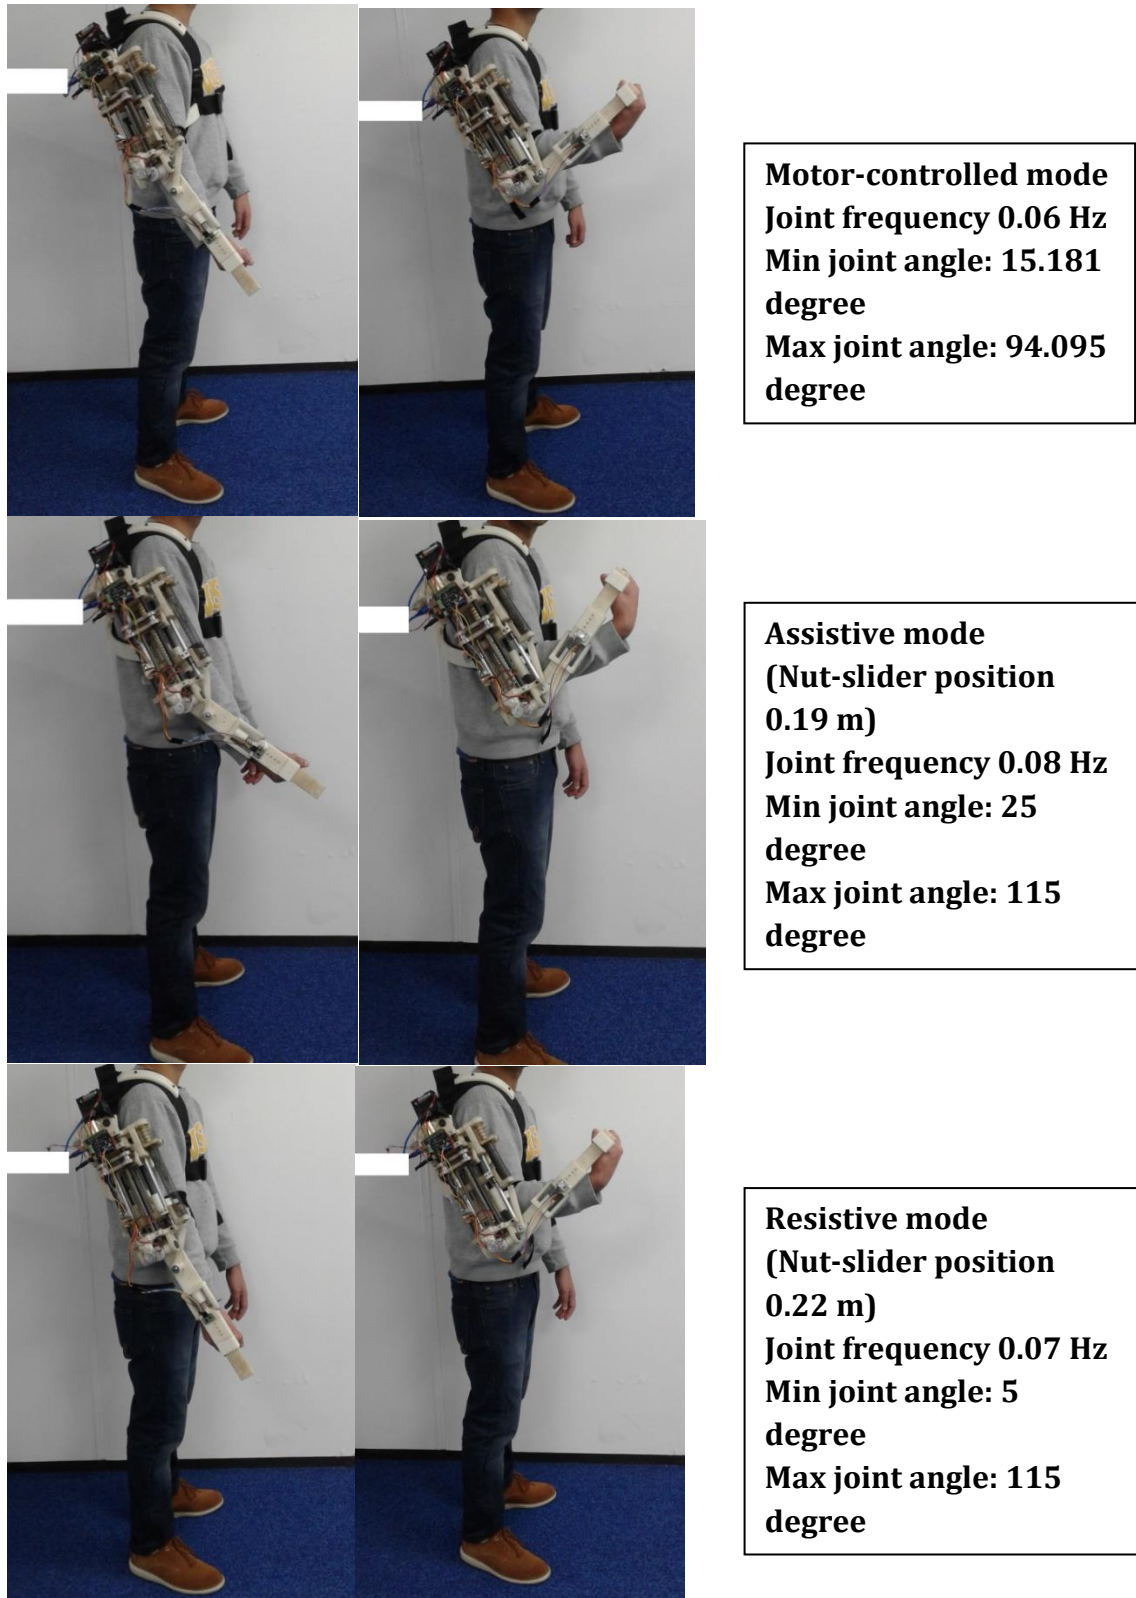 Motor-controlled mode
Joint frequency 0.06 Hz
Min joint angle: 15.181
degree
Max joint angle: 94.095
degree
Assistive mode
(Nut-slider position
0.19 m)
Joint frequency 0.08 Hz
Min joint angle: 25
degree
Max joint angle: 115
degree
Resistive mode
(Nut-slider position
0.22 m)
Joint frequency 0.07 Hz
Min joint angle: 5
degree
Max joint angle: 115
degree